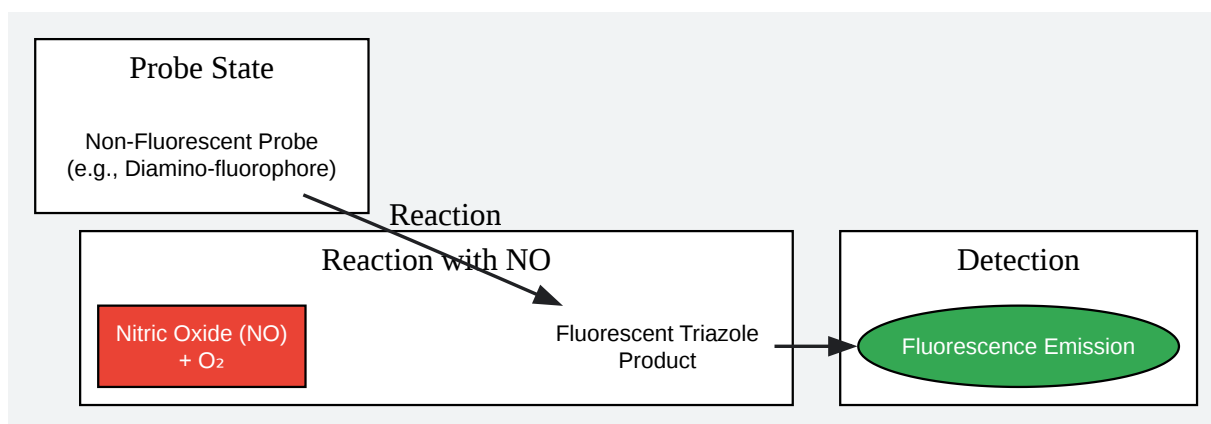 Probe State
Non-Fluorescent Probe
(e.g., Diamino-fluorophore)
Reaction
Reaction with NO
Nitric Oxide (NO)
+ O₂
Fluorescent Triazole
Product
Detection
Fluorescence Emission